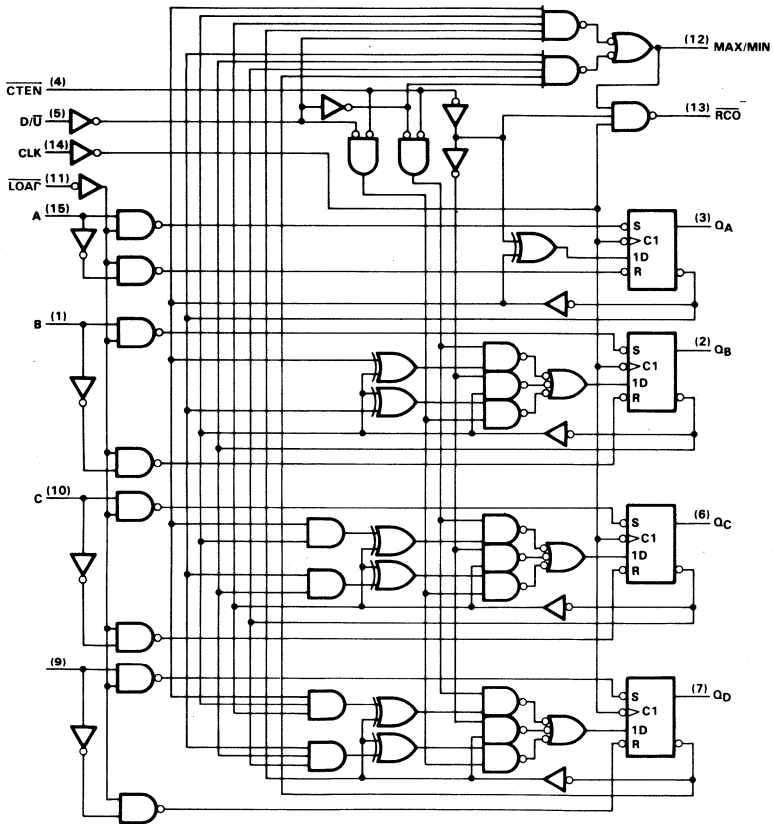 (12) MAX/MIN
CTEN (4)
D/U (5)
(13) RCO
CLK (14)
LOAD (11)
A (15)
S
C1
1D
R
(3) QA
B (1)
S
C1
1D
R
(2) QB
C (10)
S
C1
1D
R
(6) QC
(9)
S
C1
1D
R
(7) QD